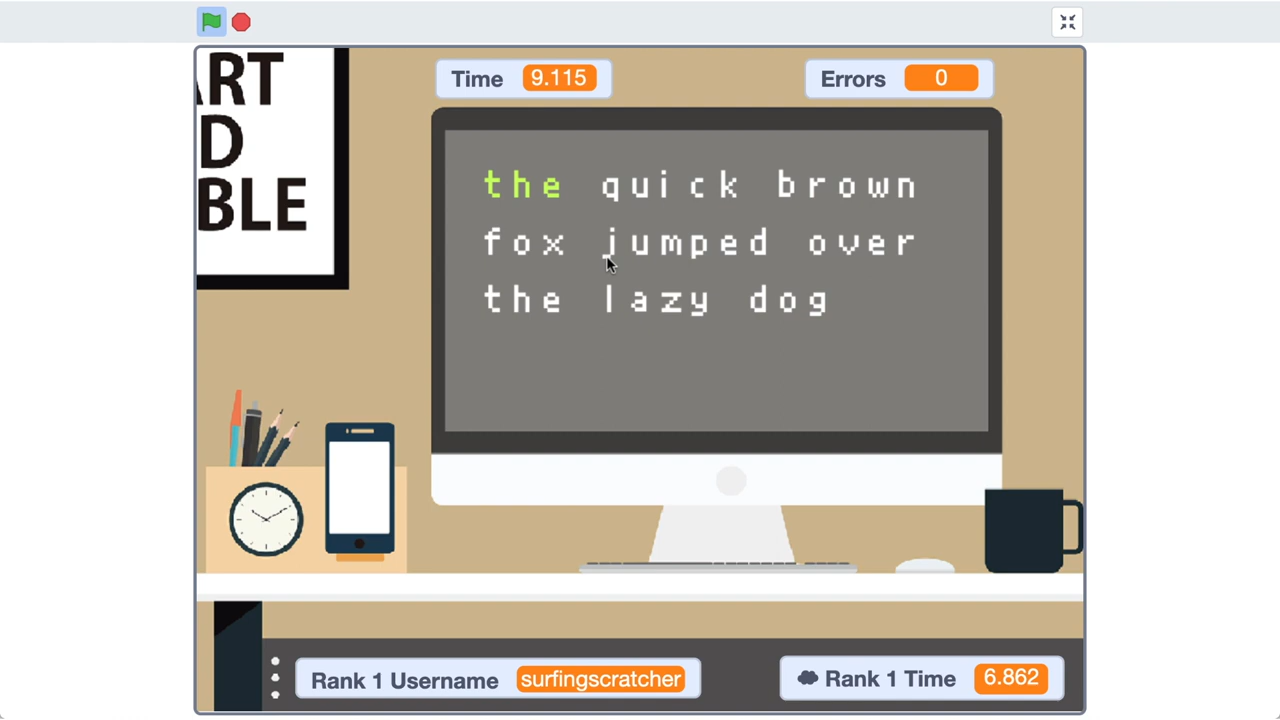 ART
D
BLE
Time 9.115
Errors 0
the quick brown
fox jumped over
the lazy dog
Rank 1 Username surfingscratcher
Rank 1 Time 6.862